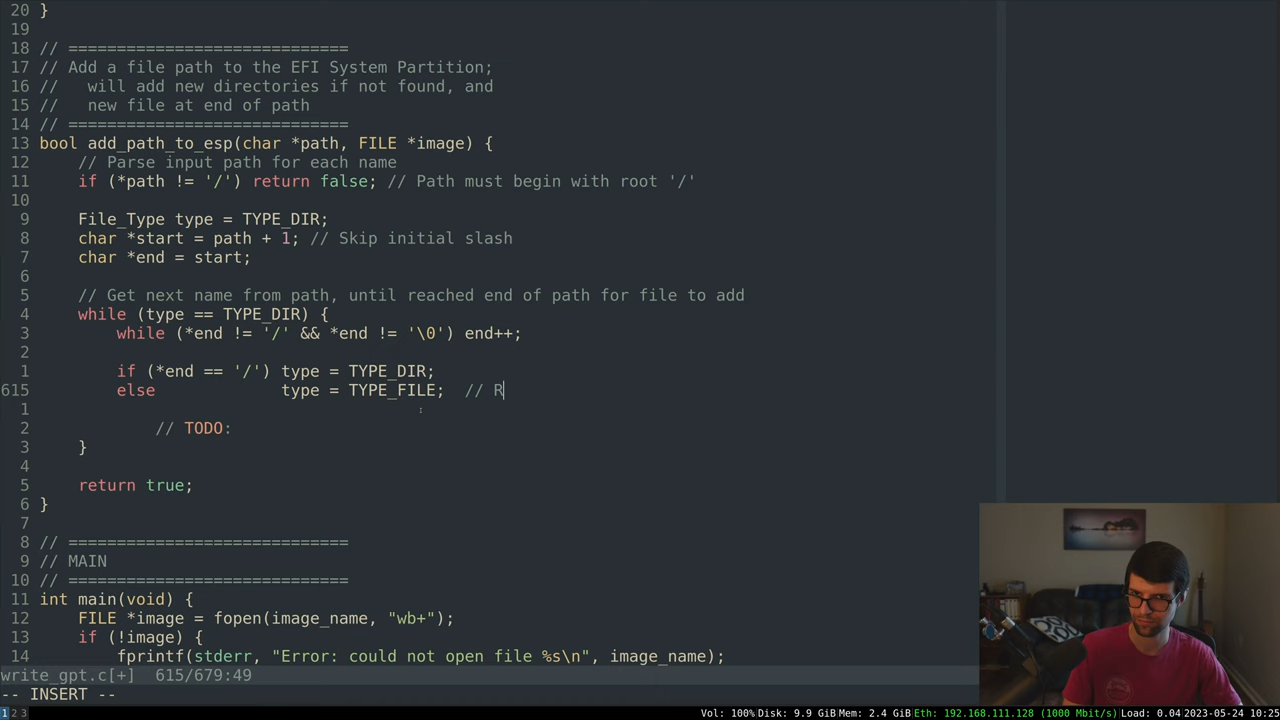 20 }
19
18 // =============================
17 // Add a file path to the EFI System Partition;
16 //   will add new directories if not found, and
15 //   new file at end of path
14 // =============================
13 bool add_path_to_esp(char *path, FILE *image) {
12     // Parse input path for each name
11     if (*path != '/') return false; // Path must begin with root '/'
10
9     File_Type type = TYPE_DIR;
8     char *start = path + 1; // Skip initial slash
7     char *end = start;
6
5     // Get next name from path, until reached end of path for file to add
4     while (type == TYPE_DIR) {
3         while (*end != '/' && *end != '\0') end++;
2
1         if (*end == '/') type = TYPE_DIR;
615         else             type = TYPE_FILE;  // R
1
2             // TODO:
3     }
4
5     return true;
6 }
7
8 // =============================
9 // MAIN
10 // =============================
11 int main(void) {
12     FILE *image = fopen(image_name, "wb+");
13     if (!image) {
14         fprintf(stderr, "Error: could not open file %s\n", image_name);
write_gpt.c[+]  615/679:49
-- INSERT --
1 2 3 Vol: 100% Disk: 9.9 GiB Mem: 2.4 GiB Eth: 192.168.111.128 (1000 Mbit/s) Load: 0.04 2023-05-24 10:25